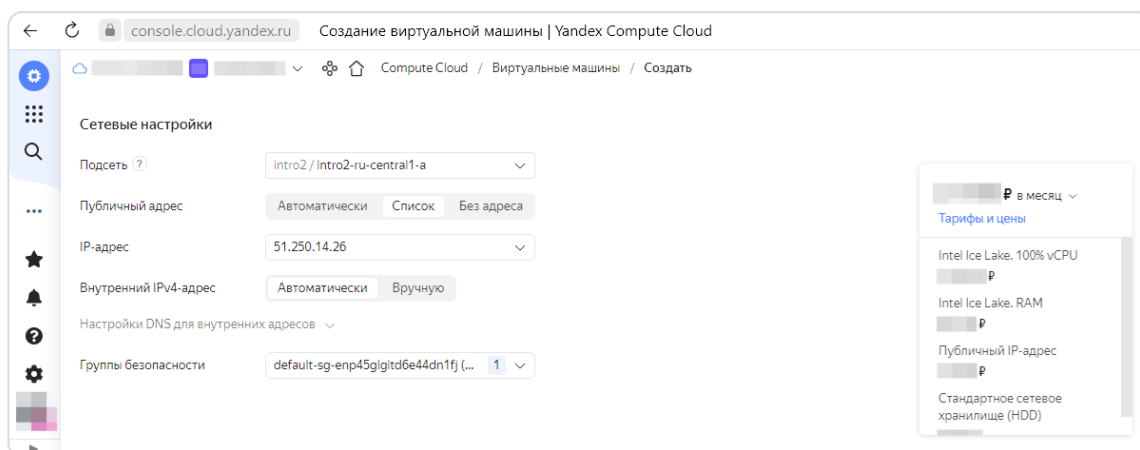 console.cloud.yandex.ru Создание виртуальной машины | Yandex Compute Cloud
Compute Cloud / Виртуальные машины / Создать
Сетевые настройки
Подсеть ? intro2 / intro2-ru-central1-a
Публичный адрес Автоматически Список Без адреса
IP-адрес 51.250.14.26
Внутренний IPv4-адрес Автоматически Вручную
Настройки DNS для внутренних адресов
Группы безопасности default-sg-enp45glgitd6e44dn1fj (... 1
₽ в месяц
Тарифы и цены
Intel Ice Lake. 100% vCPU
₽
Intel Ice Lake. RAM
₽
Публичный IP-адрес
₽
Стандартное сетевое
хранилище (HDD)